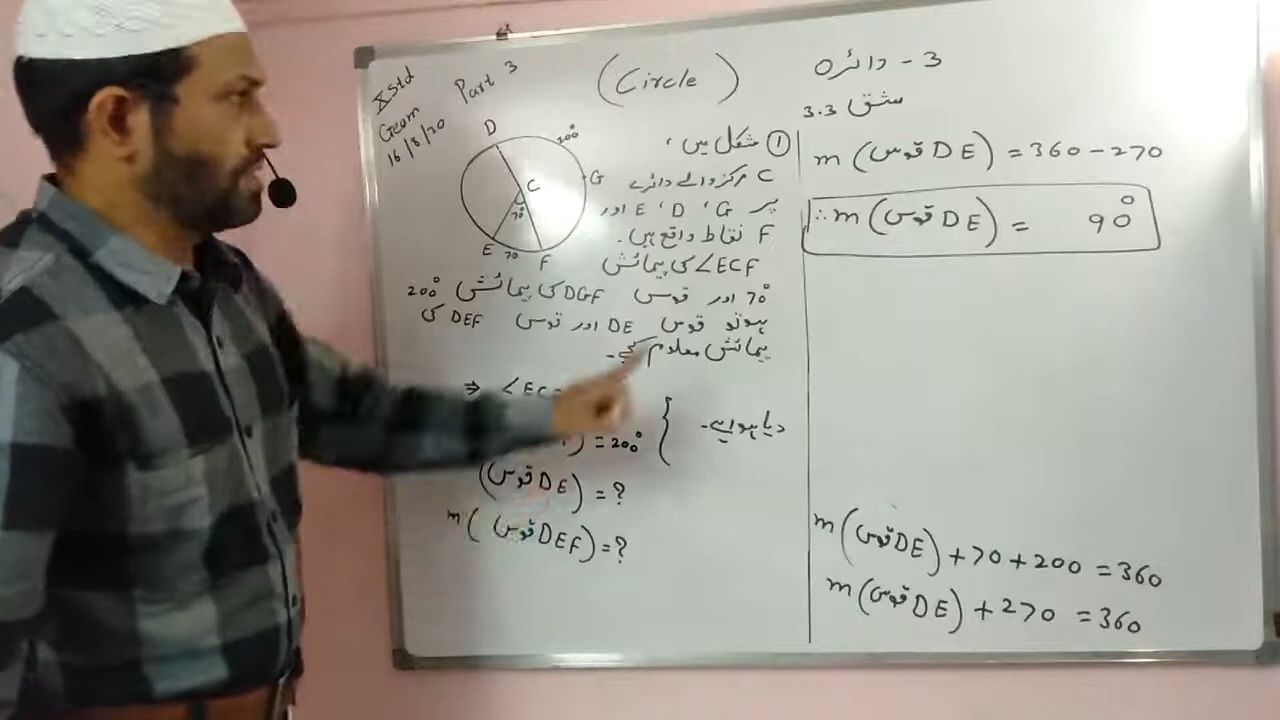 X Std
Geom
16/8/20
Part 3
(Circle)
3 - دائرہ
مشق 3.3
D
200°
C
G
70°
E
70
F
① شکل میں،
C مرکز والے دائرے
پر G، D، E اور
F نقاط واقع ہیں۔
∠ECF کی پیمائش
70° اور قوس DGF کی پیمائش 200°
ہو تو قوس DE اور قوس DEF کی
پیمائش معلوم کیجیے۔
⇒ ∠EC
) = 200°
دیا ہوا ہے۔
(قوس DE) = ?
m (قوس DEF) = ?
m (قوس DE) = 360 - 270
∴ m (قوس DE) = 90°
m (قوس DE) + 70 + 200 = 360
m (قوس DE) + 270 = 360